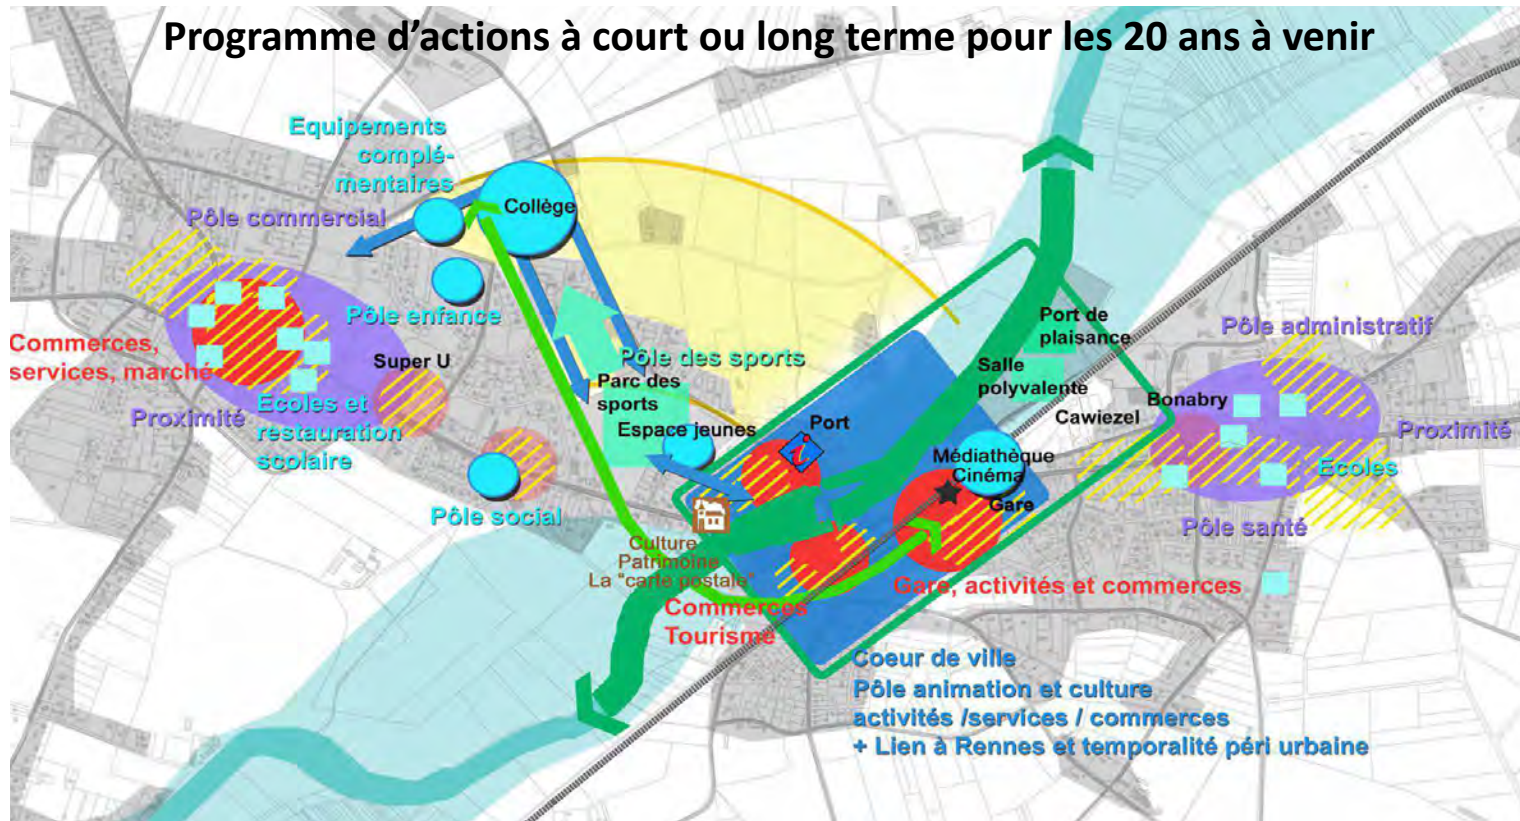 Programme d’actions à court ou long terme pour les 20 ans à venir
Equipements
complé-
mentaires
Collège
Pôle commercial
Pôle enfance
Commerces,
services, marché
Super U
Proximité
Ecoles et
restauration
scolaire
Pôle social
Pôle des sports
Parc des
sports
Espace jeunes
Port
i
Culture
Patrimoine
La "carte postale"
Commerces
Tourisme
Port de
plaisance
Salle
polyvalente
Cawiezel
Médiathèque
Cinéma
Gare
Gare, activités et commerces
Pôle administratif
Bonabry
Proximité
Ecoles
Pôle santé
Coeur de ville
Pôle animation et culture
activités /services / commerces
+ Lien à Rennes et temporalité péri urbaine